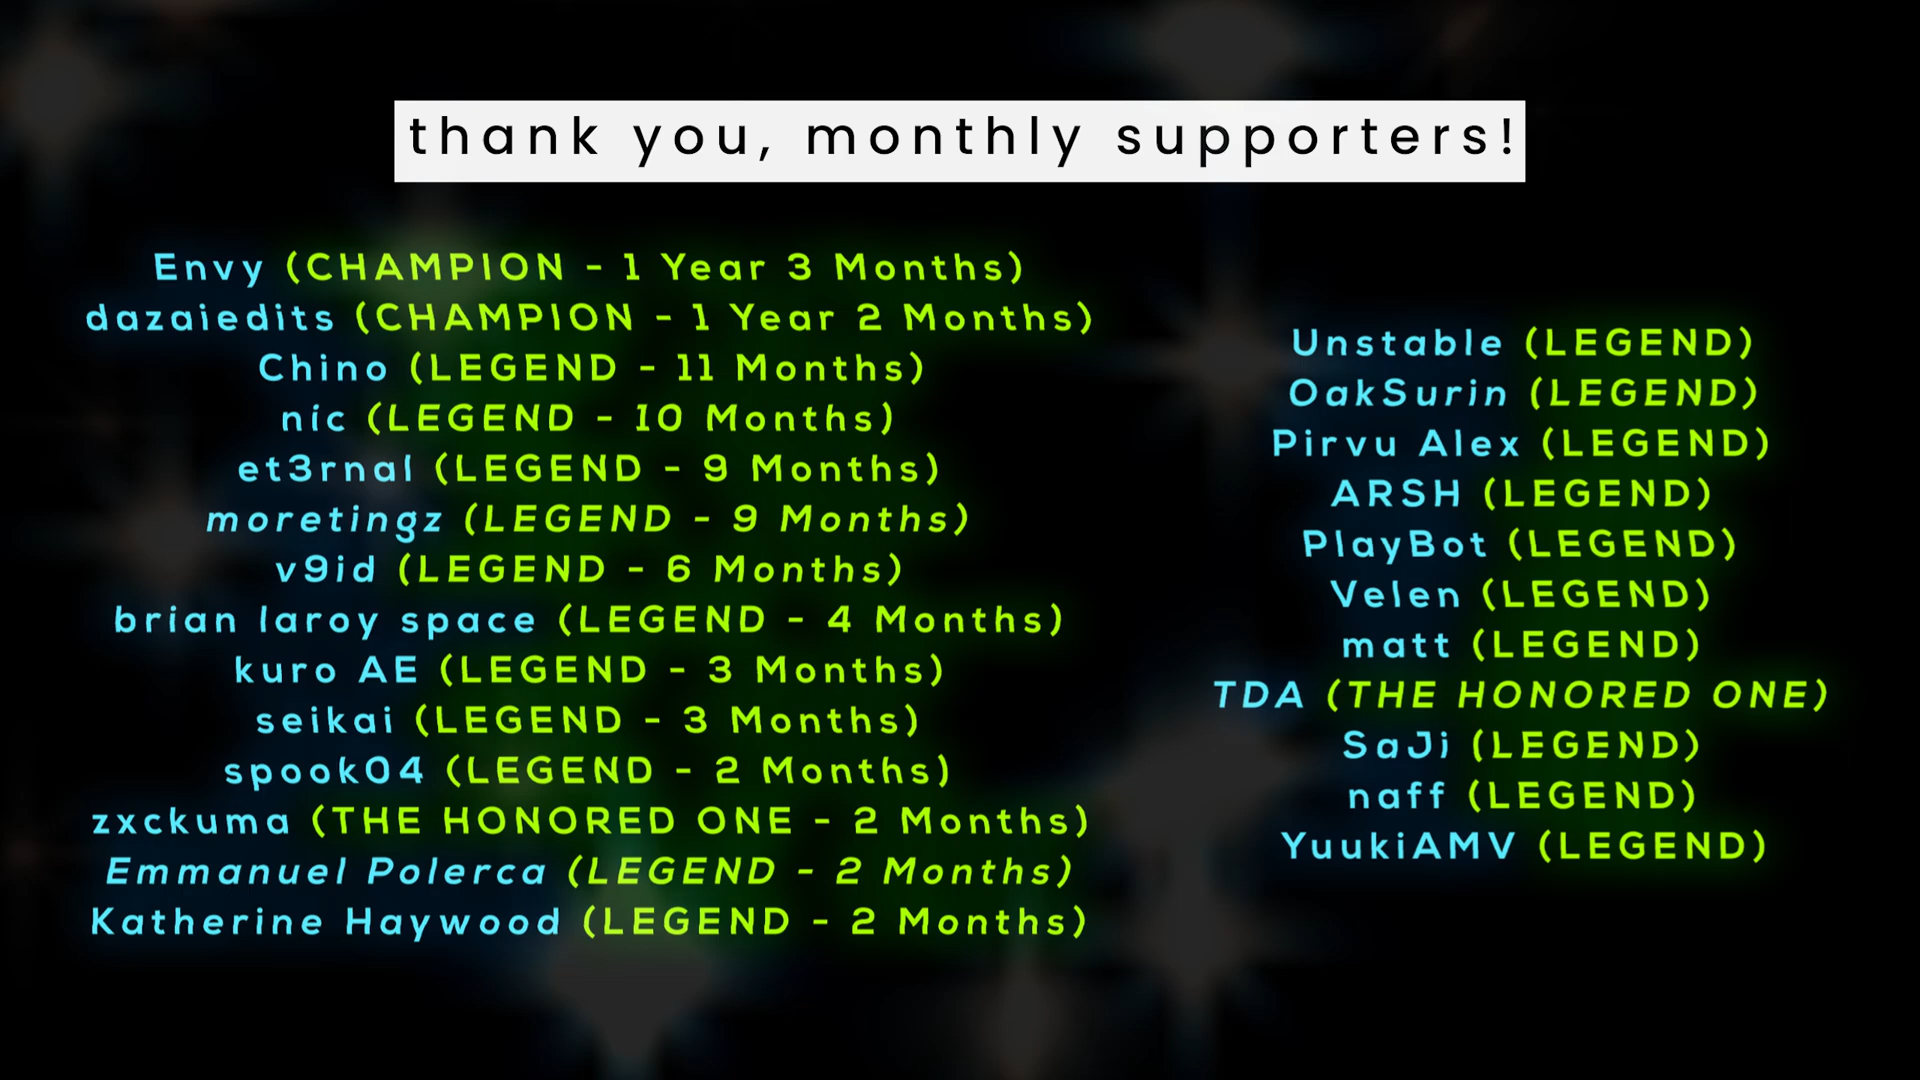 thank you, monthly supporters!
Envy (CHAMPION - 1 Year 3 Months)
dazaiedits (CHAMPION - 1 Year 2 Months)
Chino (LEGEND - 11 Months)
nic (LEGEND - 10 Months)
et3rnal (LEGEND - 9 Months)
moretingz (LEGEND - 9 Months)
v9id (LEGEND - 6 Months)
brian laroy space (LEGEND - 4 Months)
kuro AE (LEGEND - 3 Months)
seikai (LEGEND - 3 Months)
spook04 (LEGEND - 2 Months)
zxckuma (THE HONORED ONE - 2 Months)
Emmanuel Polerca (LEGEND - 2 Months)
Katherine Haywood (LEGEND - 2 Months)
Unstable (LEGEND)
OakSurin (LEGEND)
Pirvu Alex (LEGEND)
ARSH (LEGEND)
PlayBot (LEGEND)
Velen (LEGEND)
matt (LEGEND)
TDA (THE HONORED ONE)
SaJi (LEGEND)
naff (LEGEND)
YuukiAMV (LEGEND)